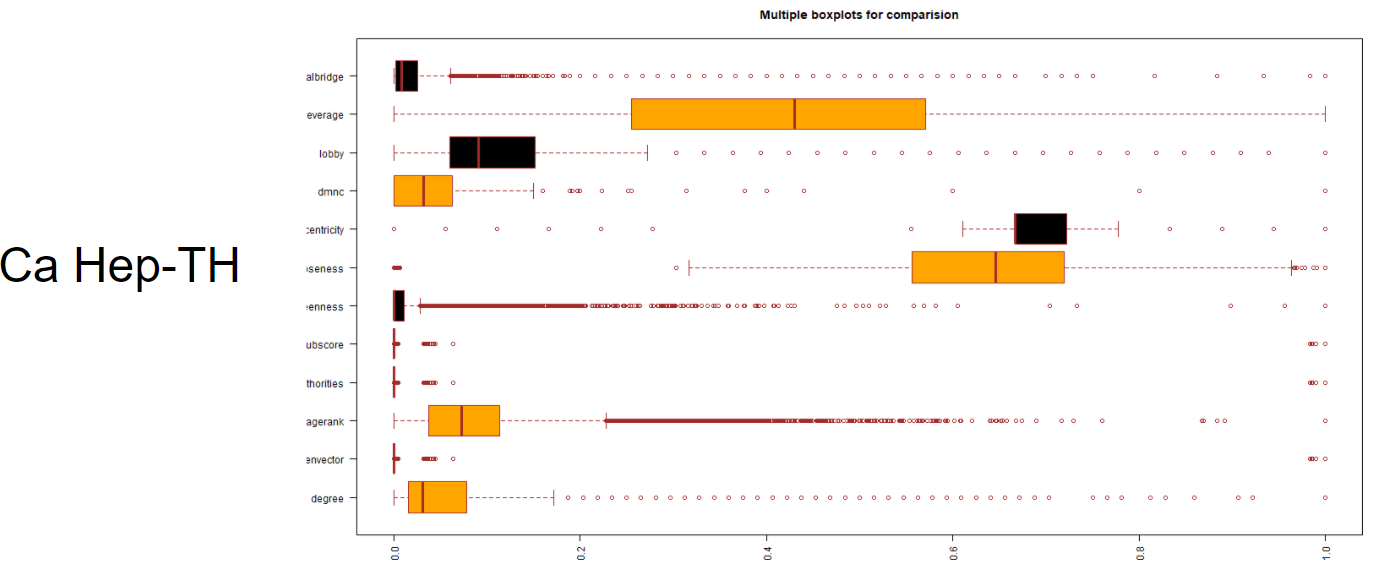 Multiple boxplots for comparision
albridge
everage
lobby
dmnc
centricity
oseness
eenness
ubscore
thorities
agerank
envector
degree
Ca Hep-TH
0.0 0.2 0.4 0.6 0.8 1.0